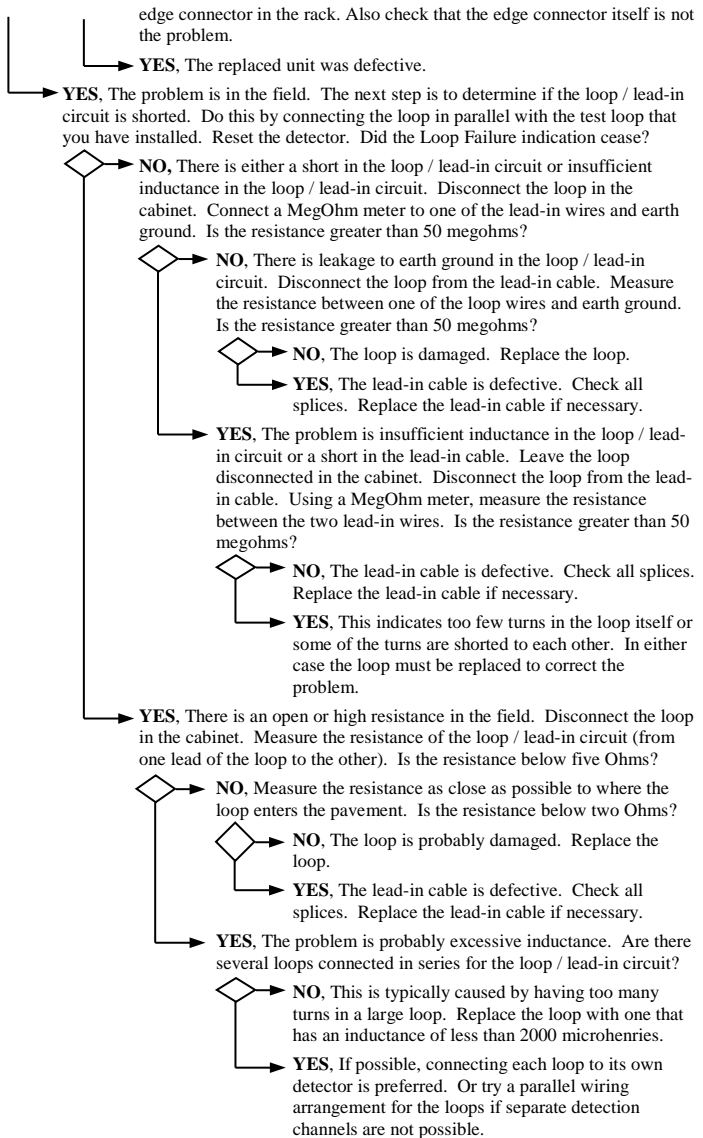 edge connector in the rack. Also check that the edge connector itself is not
the problem.
YES, The replaced unit was defective.
YES, The problem is in the field. The next step is to determine if the loop / lead-in
circuit is shorted. Do this by connecting the loop in parallel with the test loop that
you have installed. Reset the detector. Did the Loop Failure indication cease?
NO, There is either a short in the loop / lead-in circuit or insufficient
inductance in the loop / lead-in circuit. Disconnect the loop in the
cabinet. Connect a MegOhm meter to one of the lead-in wires and earth
ground. Is the resistance greater than 50 megohms?
NO, There is leakage to earth ground in the loop / lead-in
circuit. Disconnect the loop from the lead-in cable. Measure
the resistance between one of the loop wires and earth ground.
Is the resistance greater than 50 megohms?
NO, The loop is damaged. Replace the loop.
YES, The lead-in cable is defective. Check all
splices. Replace the lead-in cable if necessary.
YES, The problem is insufficient inductance in the loop / lead-
in circuit or a short in the lead-in cable. Leave the loop
disconnected in the cabinet. Disconnect the loop from the lead-
in cable. Using a MegOhm meter, measure the resistance
between the two lead-in wires. Is the resistance greater than 50
megohms?
NO, The lead-in cable is defective. Check all splices.
Replace the lead-in cable if necessary.
YES, This indicates too few turns in the loop itself or
some of the turns are shorted to each other. In either
case the loop must be replaced to correct the
problem.
YES, There is an open or high resistance in the field. Disconnect the loop
in the cabinet. Measure the resistance of the loop / lead-in circuit (from
one lead of the loop to the other). Is the resistance below five Ohms?
NO, Measure the resistance as close as possible to where the
loop enters the pavement. Is the resistance below two Ohms?
NO, The loop is probably damaged. Replace the
loop.
YES, The lead-in cable is defective. Check all
splices. Replace the lead-in cable if necessary.
YES, The problem is probably excessive inductance. Are there
several loops connected in series for the loop / lead-in circuit?
NO, This is typically caused by having too many
turns in a large loop. Replace the loop with one that
has an inductance of less than 2000 microhenries.
YES, If possible, connecting each loop to its own
detector is preferred. Or try a parallel wiring
arrangement for the loops if separate detection
channels are not possible.